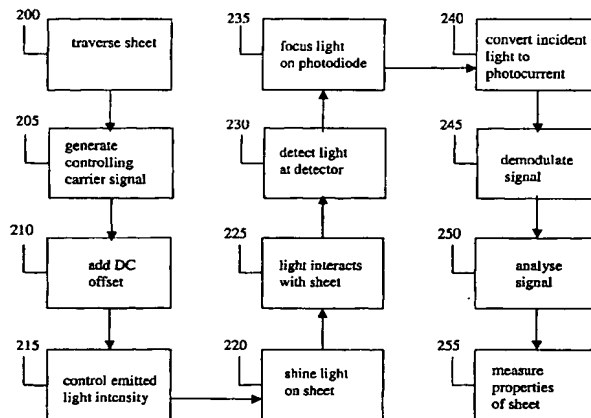 200
traverse sheet
205
generate
controlling
carrier signal
210
add DC
offset
215
control emitted
light intensity
220
shine light
on sheet
225
light interacts
with sheet
230
detect light
at detector
235
focus light
on photodiode
240
convert incident
light to
photocurrent
245
demodulate
signal
250
analyse
signal
255
measure
properties
of sheet